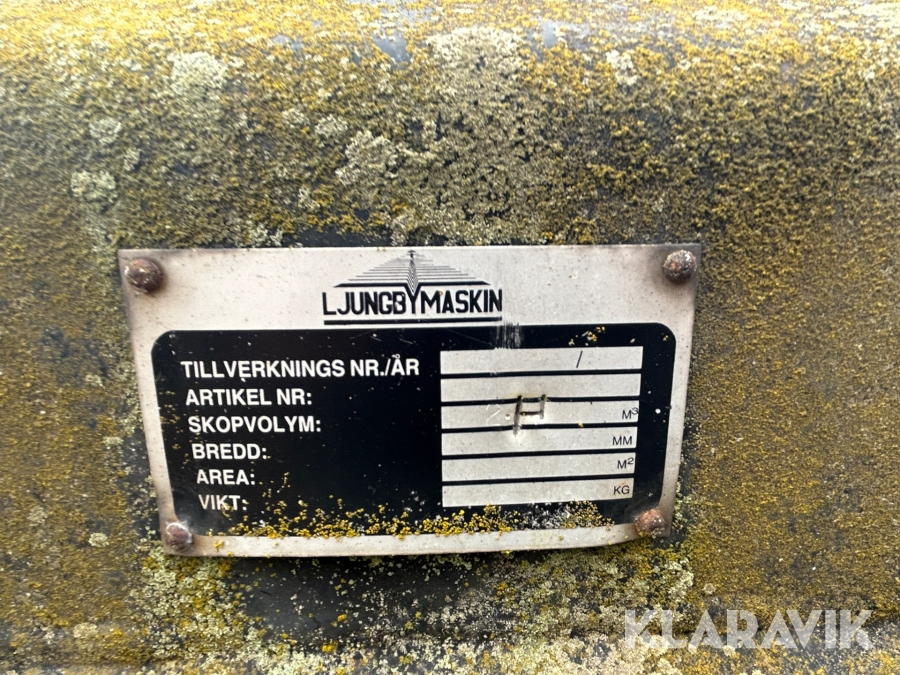 LJUNGBYMASKIN
TILLVERKNINGS NR./ÅR /
ARTIKEL NR:
SKOPVOLYM: M³
BREDD: MM
AREA: M²
VIKT: KG
KLARAVIK